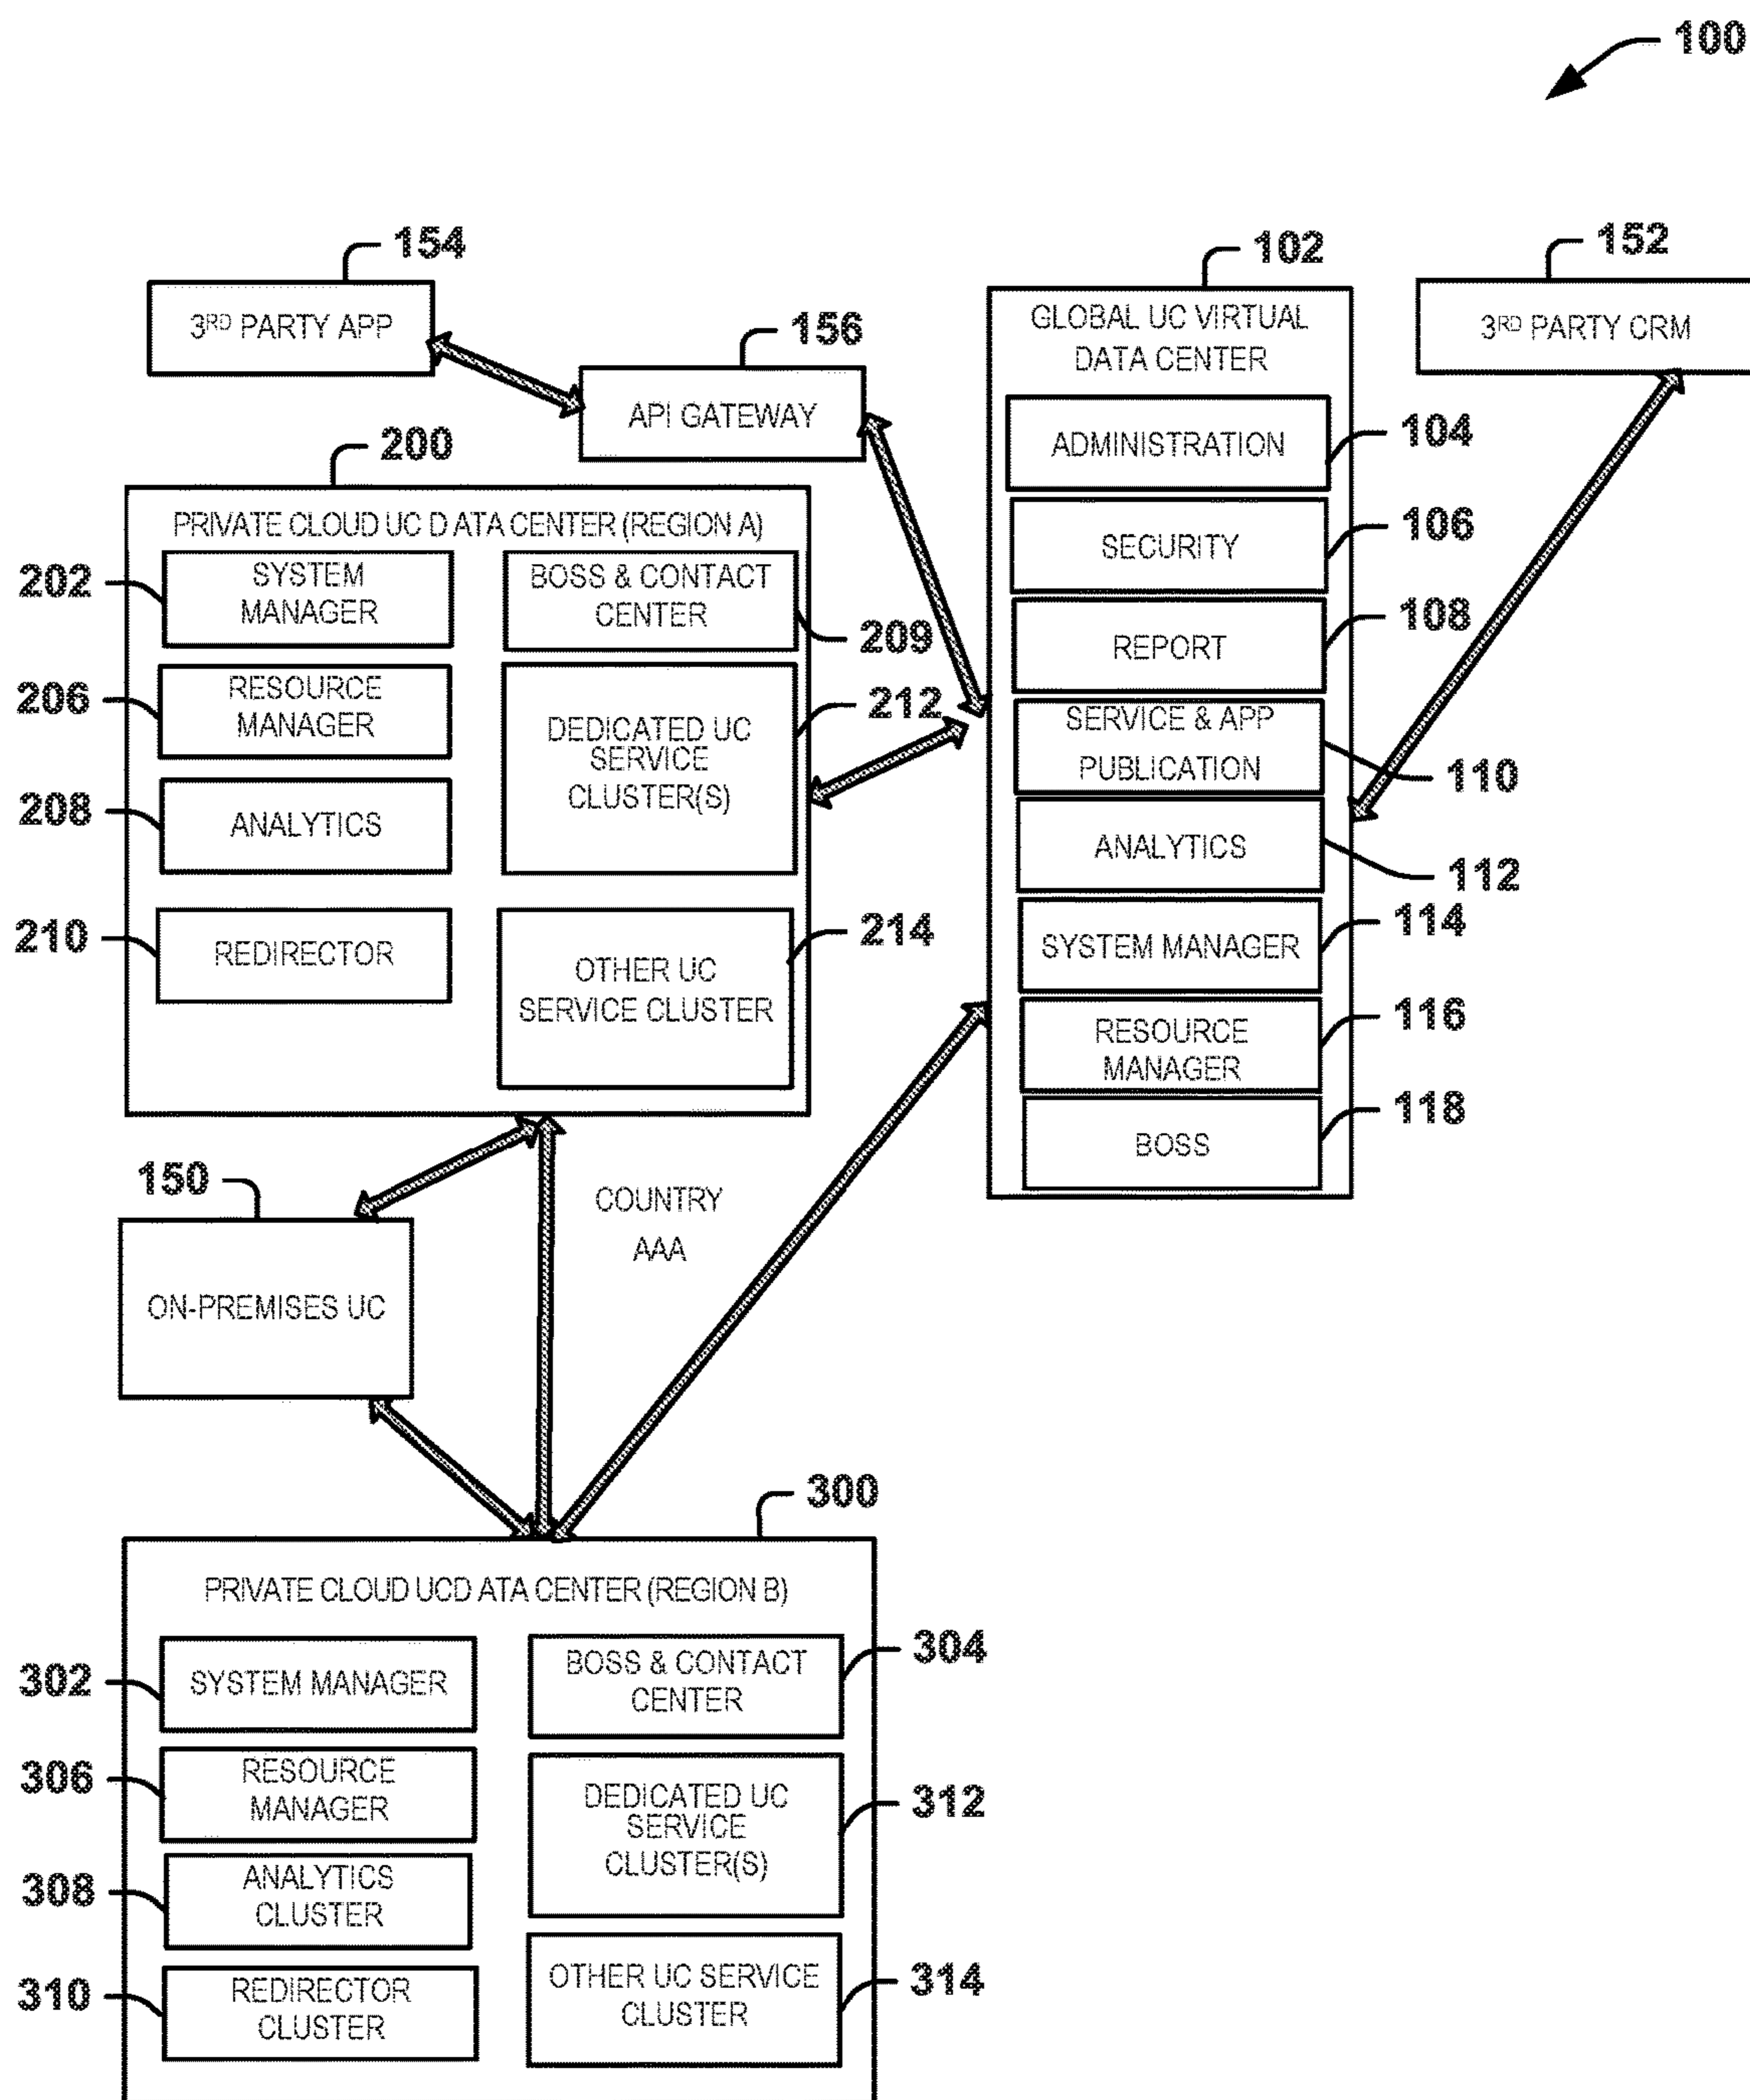 100
154
3RD PARTY APP
156
API GATEWAY
102
GLOBAL UC VIRTUAL
DATA CENTER
152
3RD PARTY CRM
ADMINISTRATION
104
SECURITY
106
REPORT
108
SERVICE & APP
PUBLICATION
110
ANALYTICS
112
SYSTEM MANAGER
114
RESOURCE
MANAGER
116
BOSS
118
200
PRIVATE CLOUD UC D ATA CENTER (REGION A)
202
SYSTEM
MANAGER
BOSS & CONTACT
CENTER
209
206
RESOURCE
MANAGER
DEDICATED UC
SERVICE
CLUSTER(S)
212
208
ANALYTICS
210
REDIRECTOR
OTHER UC
SERVICE CLUSTER
214
150
ON-PREMISES UC
COUNTRY
AAA
300
PRIVATE CLOUD UCD ATA CENTER (REGION B)
302
SYSTEM MANAGER
BOSS & CONTACT
CENTER
304
306
RESOURCE
MANAGER
DEDICATED UC
SERVICE
CLUSTER(S)
312
308
ANALYTICS
CLUSTER
310
REDIRECTOR
CLUSTER
OTHER UC SERVICE
CLUSTER
314